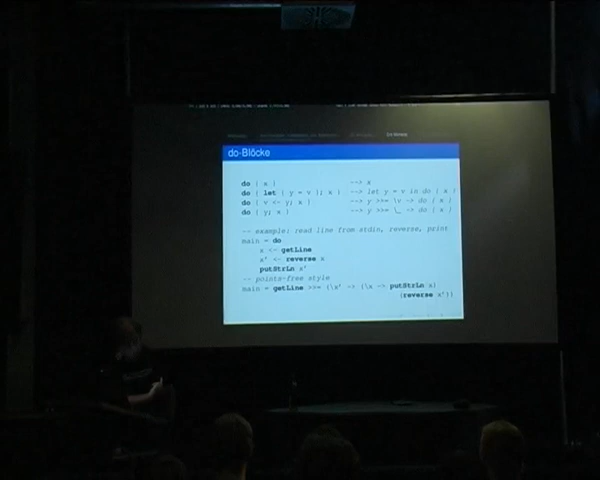 do-Blöcke
do { x } --> x
do { let { y = v }; x } --> let y = v in do { x }
do { v <- y; x } --> y >>= \v -> do { x }
do { y; x } --> y >>= \_ -> do { x }
-- example: read line from stdin, reverse, print
main = do
x <- getLine
x' <- reverse x
putStrLn x'
-- points-free style
main = getLine >>= (\x' -> (\x -> putStrLn x)
(reverse x'))